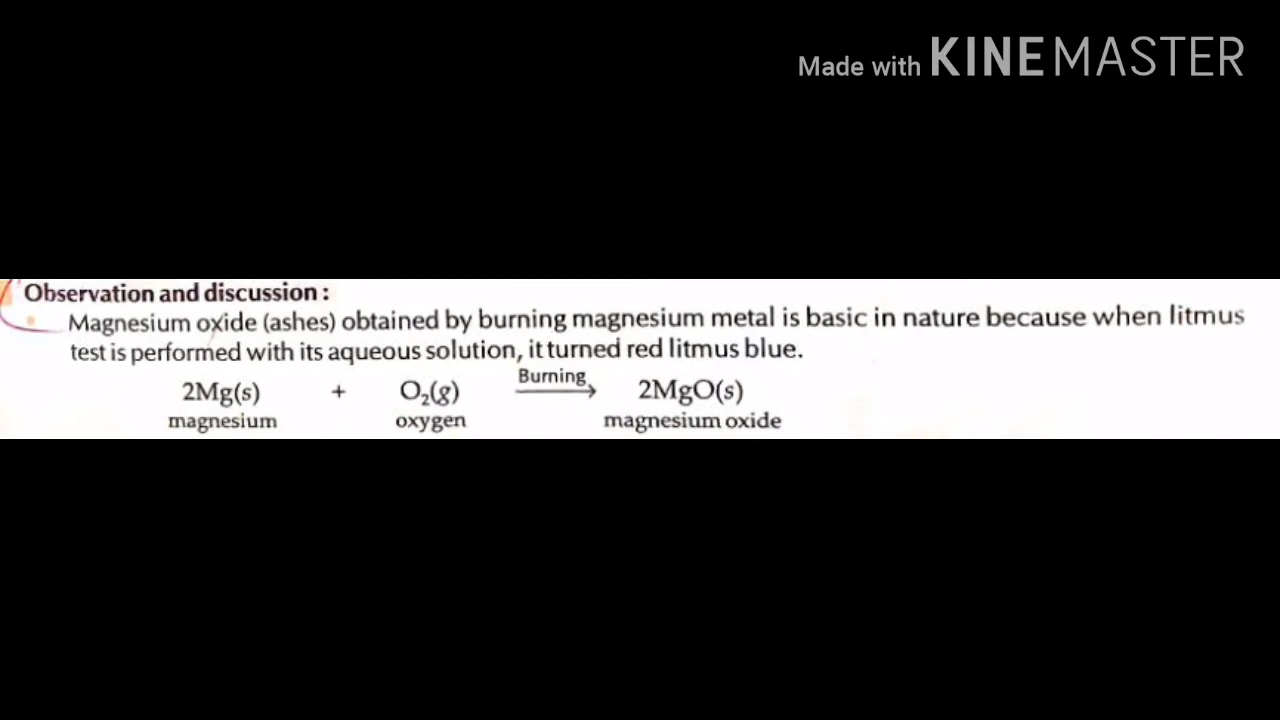 Made with KINEMASTER
Observation and discussion :
Magnesium oxide (ashes) obtained by burning magnesium metal is basic in nature because when litmus
test is performed with its aqueous solution, it turned red litmus blue.
2Mg(s) + O₂(g) Burning→ 2MgO(s)
magnesium oxygen magnesium oxide